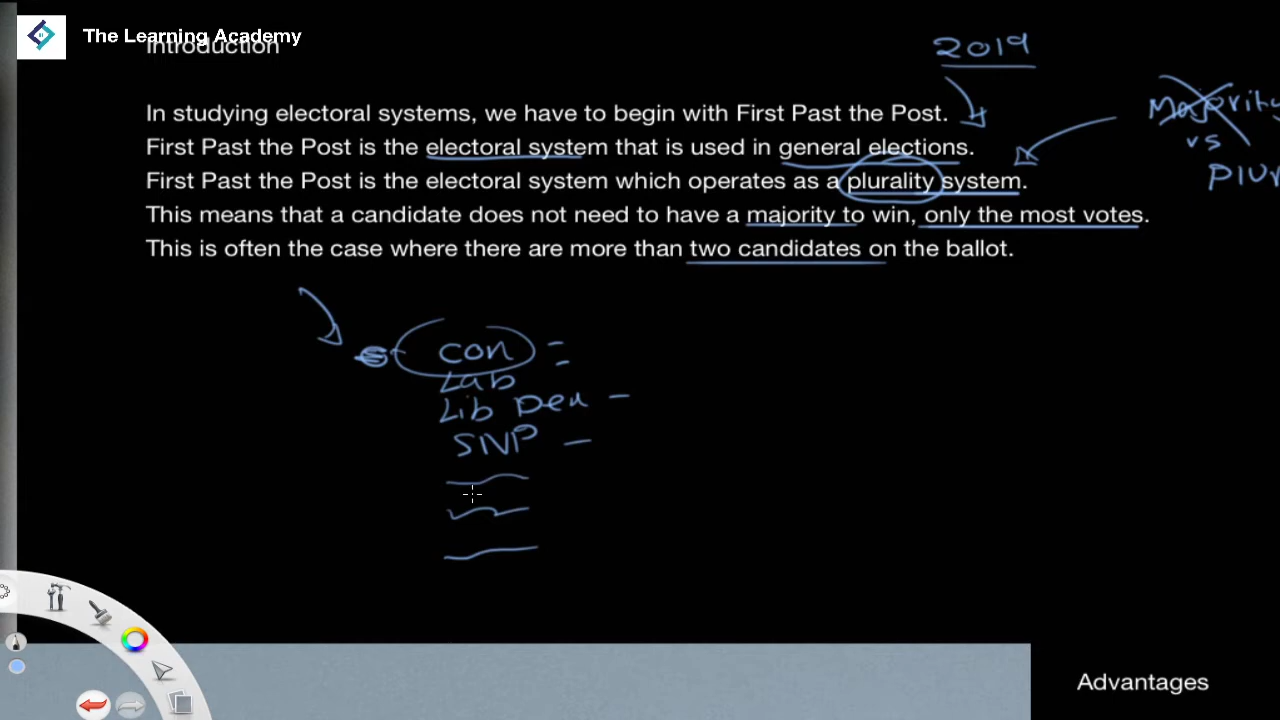 The Learning Academy
Introduction
2019
In studying electoral systems, we have to begin with First Past the Post.
Majority
First Past the Post is the electoral system that is used in general elections.
vs
First Past the Post is the electoral system which operates as a plurality system.
Plur
This means that a candidate does not need to have a majority to win, only the most votes.
This is often the case where there are more than two candidates on the ballot.
con
Lab
Lib Dem
SNP
Advantages